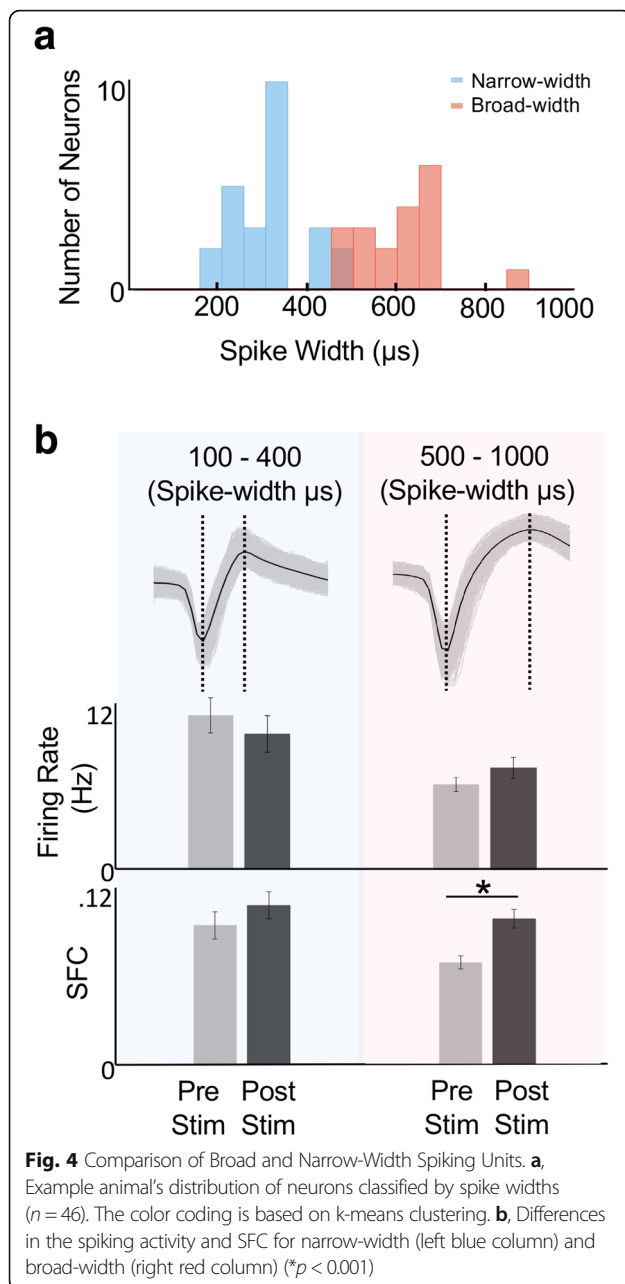 a
10
Number of Neurons
0
Narrow-width
Broad-width
200 400 600 800 1000
Spike Width (µs)
b
100 - 400
(Spike-width µs)
500 - 1000
(Spike-width µs)
12
Firing Rate
(Hz)
0
.12
SFC
0
*
Pre
Stim
Post
Stim
Pre
Stim
Post
Stim
Fig. 4 Comparison of Broad and Narrow-Width Spiking Units. a,
Example animal's distribution of neurons classified by spike widths
(n = 46). The color coding is based on k-means clustering. b, Differences
in the spiking activity and SFC for narrow-width (left blue column) and
broad-width (right red column) (*p < 0.001)